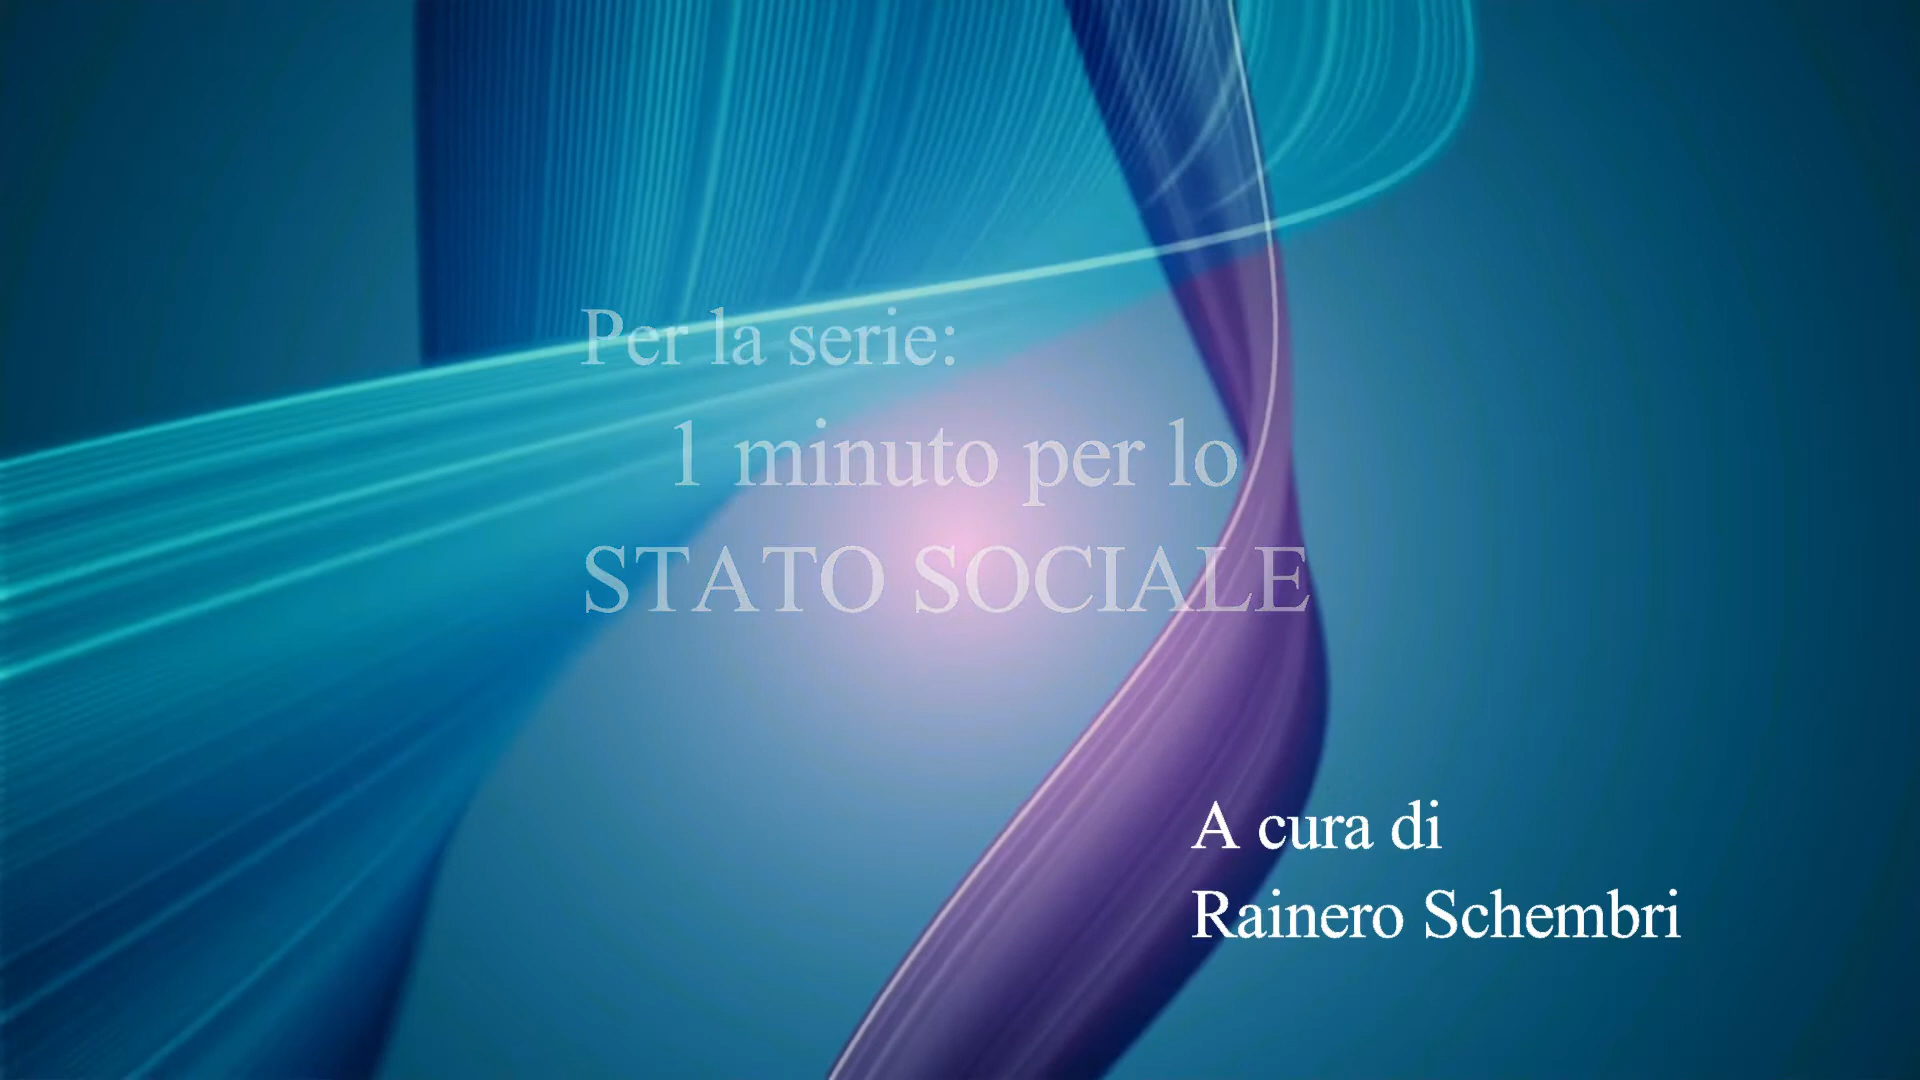 Per la serie:
1 minuto per lo
STATO SOCIALE
A cura di
Rainero Schembri